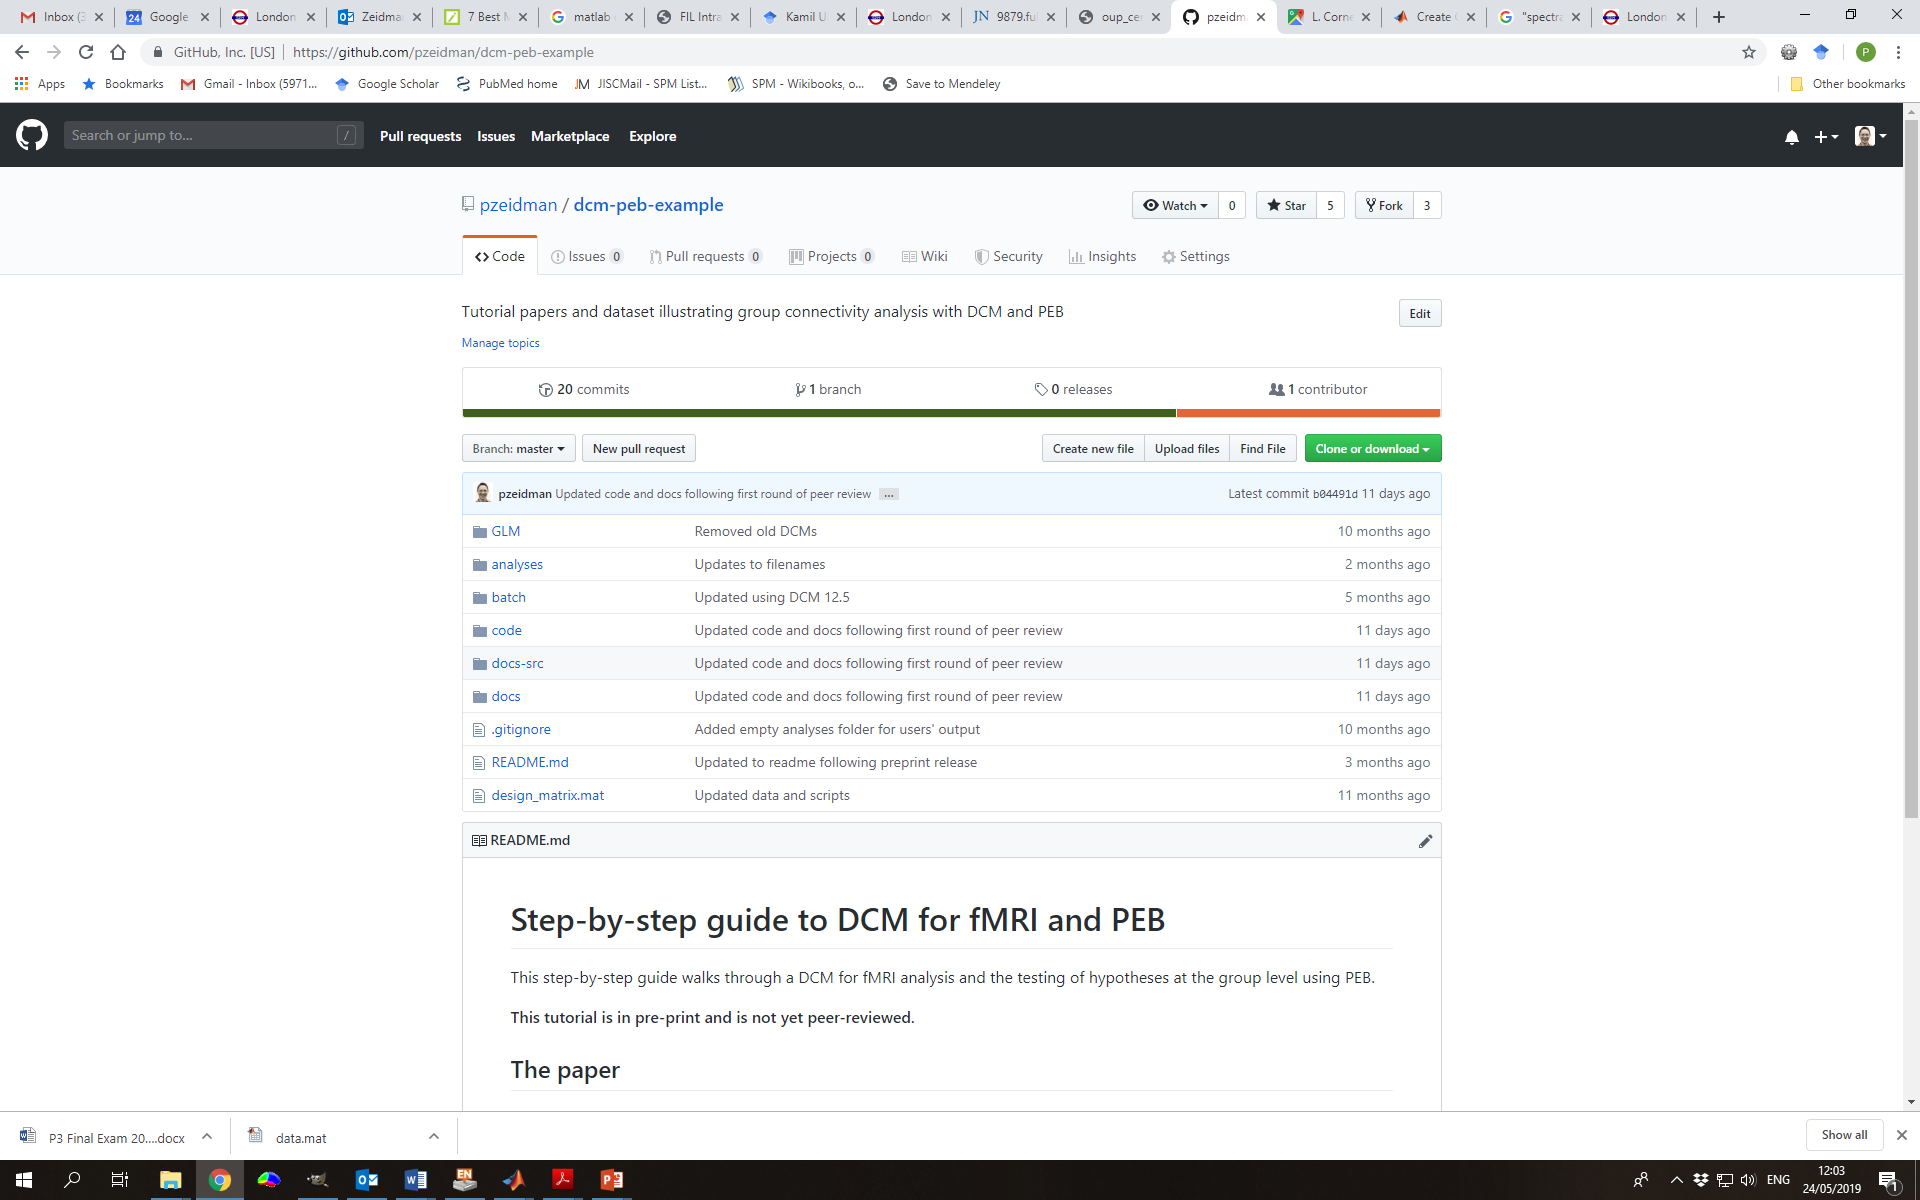 Inbox (3
Google
London
Zeidma
7 Best M
matlab
FIL Intra
Kamil U
London
JN 9879.fu
oup_ce
pzeidm
L. Corne
Create
"spectra
London
GitHub, Inc. [US] https://github.com/pzeidman/dcm-peb-example
P
Apps Bookmarks Gmail - Inbox (5971... Google Scholar PubMed home JM JISCMail - SPM List... SPM - Wikibooks, o... Save to Mendeley Other bookmarks
Search or jump to... / Pull requests Issues Marketplace Explore
pzeidman / dcm-peb-example Watch 0 Star 5 Fork 3
Code Issues 0 Pull requests 0 Projects 0 Wiki Security Insights Settings
Tutorial papers and dataset illustrating group connectivity analysis with DCM and PEB Edit
Manage topics
20 commits 1 branch 0 releases 1 contributor
Branch: master New pull request Create new file Upload files Find File Clone or download
pzeidman Updated code and docs following first round of peer review ... Latest commit b04491d 11 days ago
GLM Removed old DCMs 10 months ago
analyses Updates to filenames 2 months ago
batch Updated using DCM 12.5 5 months ago
code Updated code and docs following first round of peer review 11 days ago
docs-src Updated code and docs following first round of peer review 11 days ago
docs Updated code and docs following first round of peer review 11 days ago
.gitignore Added empty analyses folder for users' output 10 months ago
README.md Updated to readme following preprint release 3 months ago
design_matrix.mat Updated data and scripts 11 months ago
README.md
Step-by-step guide to DCM for fMRI and PEB
This step-by-step guide walks through a DCM for fMRI analysis and the testing of hypotheses at the group level using PEB.
This tutorial is in pre-print and is not yet peer-reviewed.
The paper
P3 Final Exam 20....docx data.mat Show all
ENG 12:03
24/05/2019
1